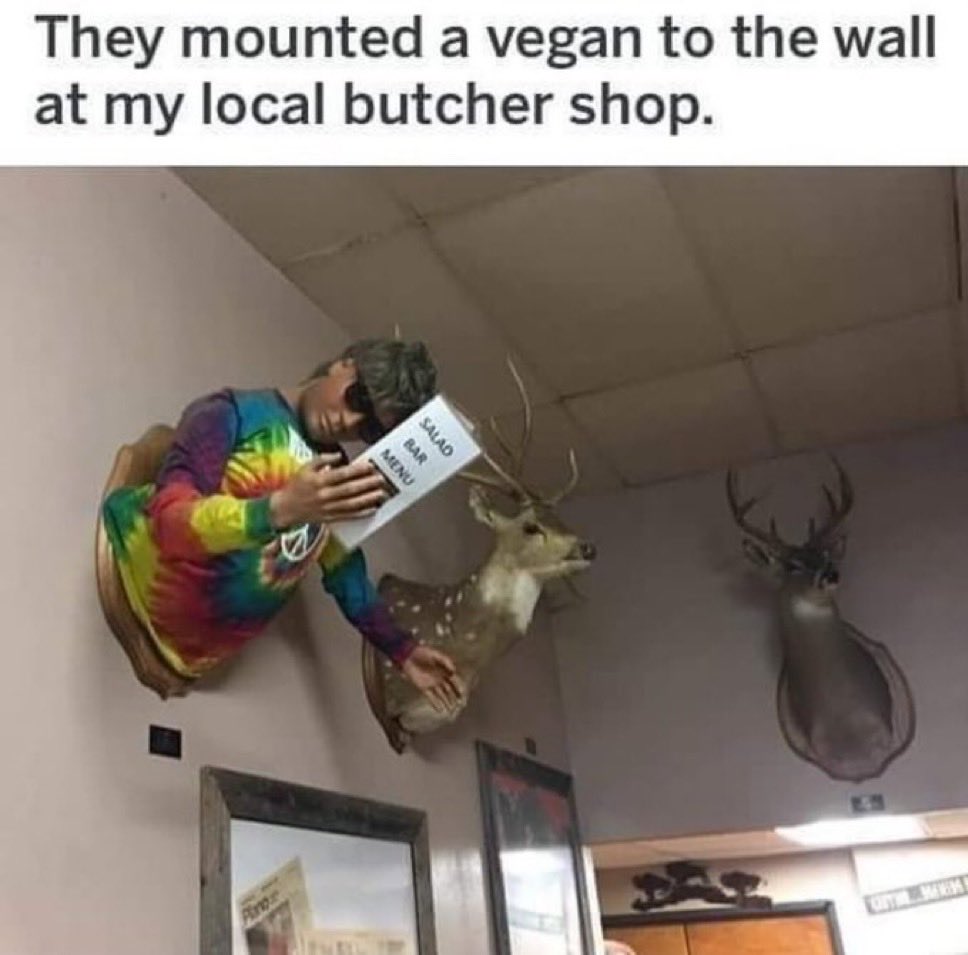 They mounted a vegan to the wall
at my local butcher shop.
SALAD
BAR
MENU